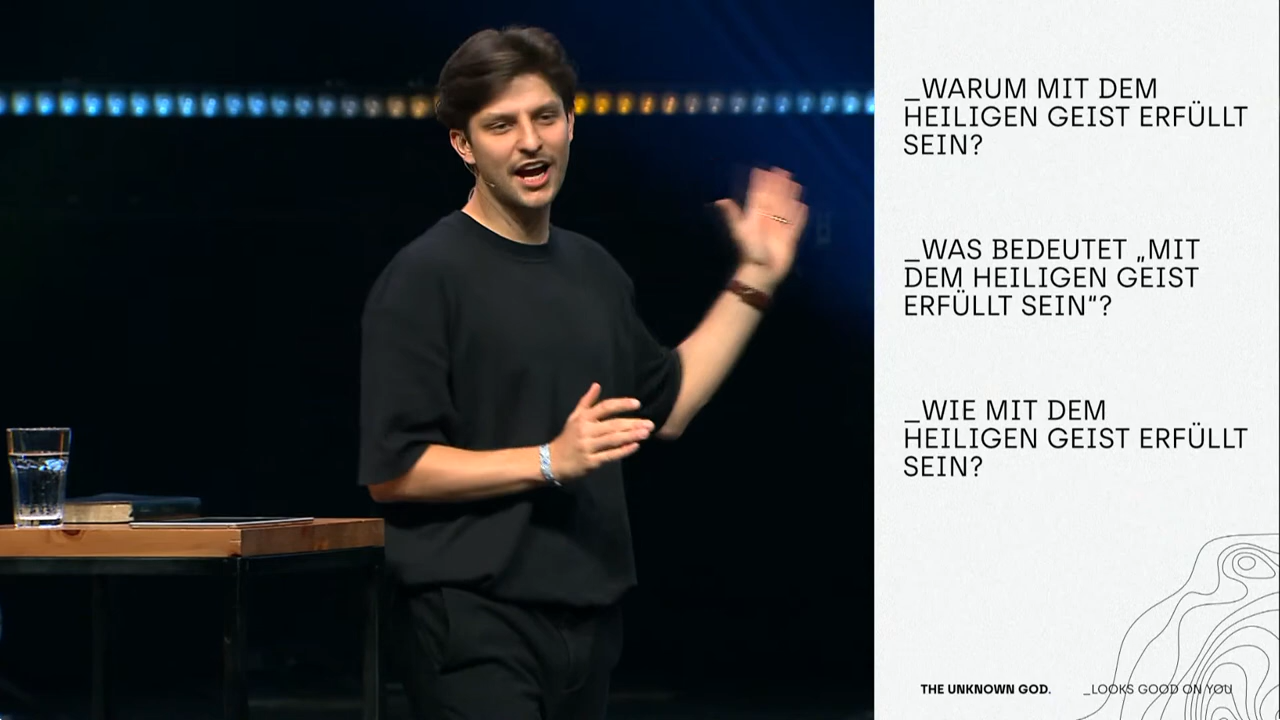 _WARUM MIT DEM
HEILIGEN GEIST ERFÜLLT
SEIN?
_WAS BEDEUTET „MIT
DEM HEILIGEN GEIST
ERFÜLLT SEIN“?
_WIE MIT DEM
HEILIGEN GEIST ERFÜLLT
SEIN?
THE UNKNOWN GOD. _LOOKS GOOD ON YOU